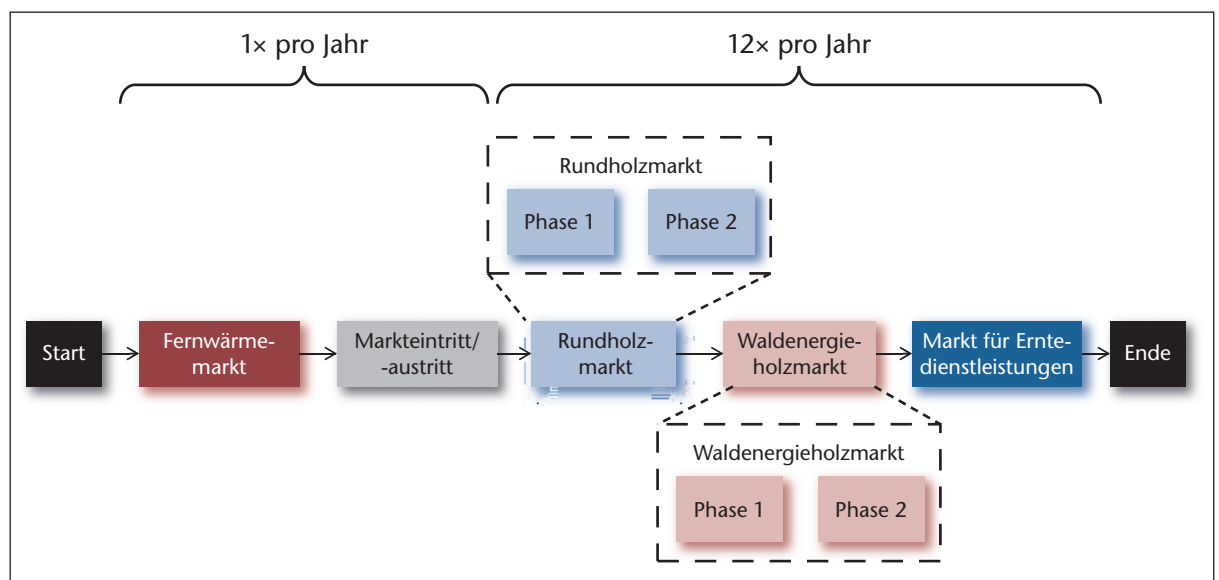 1× pro Jahr
12× pro Jahr
Rundholzmarkt
Phase 1
Phase 2
Start
Fernwärme-
markt
Markteintritt/
-austritt
Rundholz-
markt
Waldenergie-
holzmarkt
Markt für Ernte-
dienstleistungen
Ende
Waldenergieholzmarkt
Phase 1
Phase 2